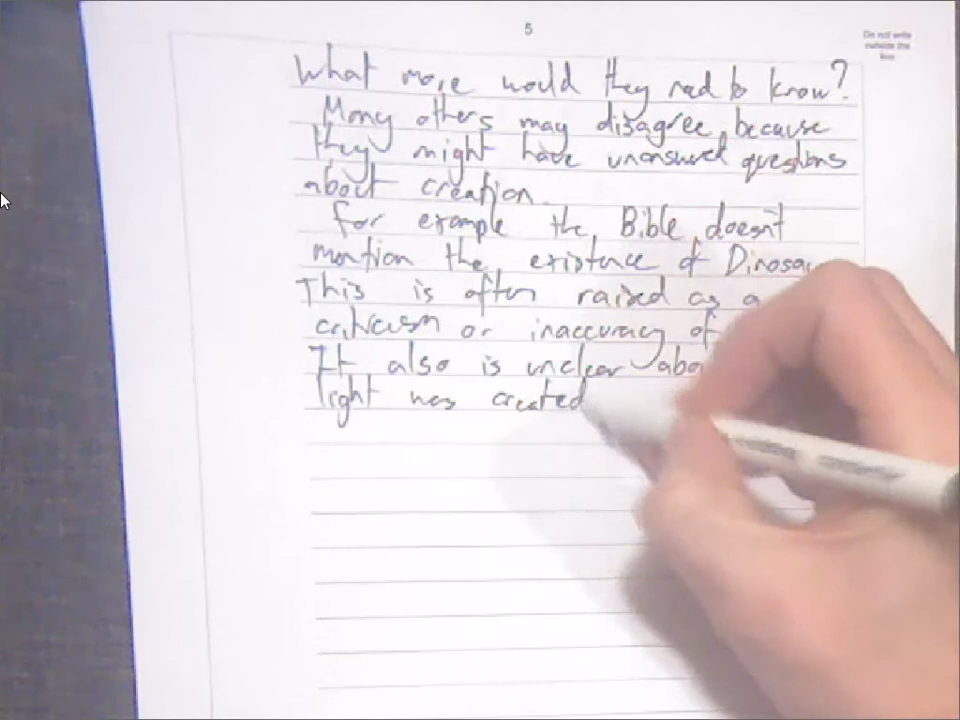 5
Do not write
outside the
box
What more would they need to know?
Many others may disagree, because
they might have unanswered questions
about creation.
For example the Bible doesn't
mention the existence of
This is often raised as a
criticism or inaccuracy of
It also is unclear
light was created